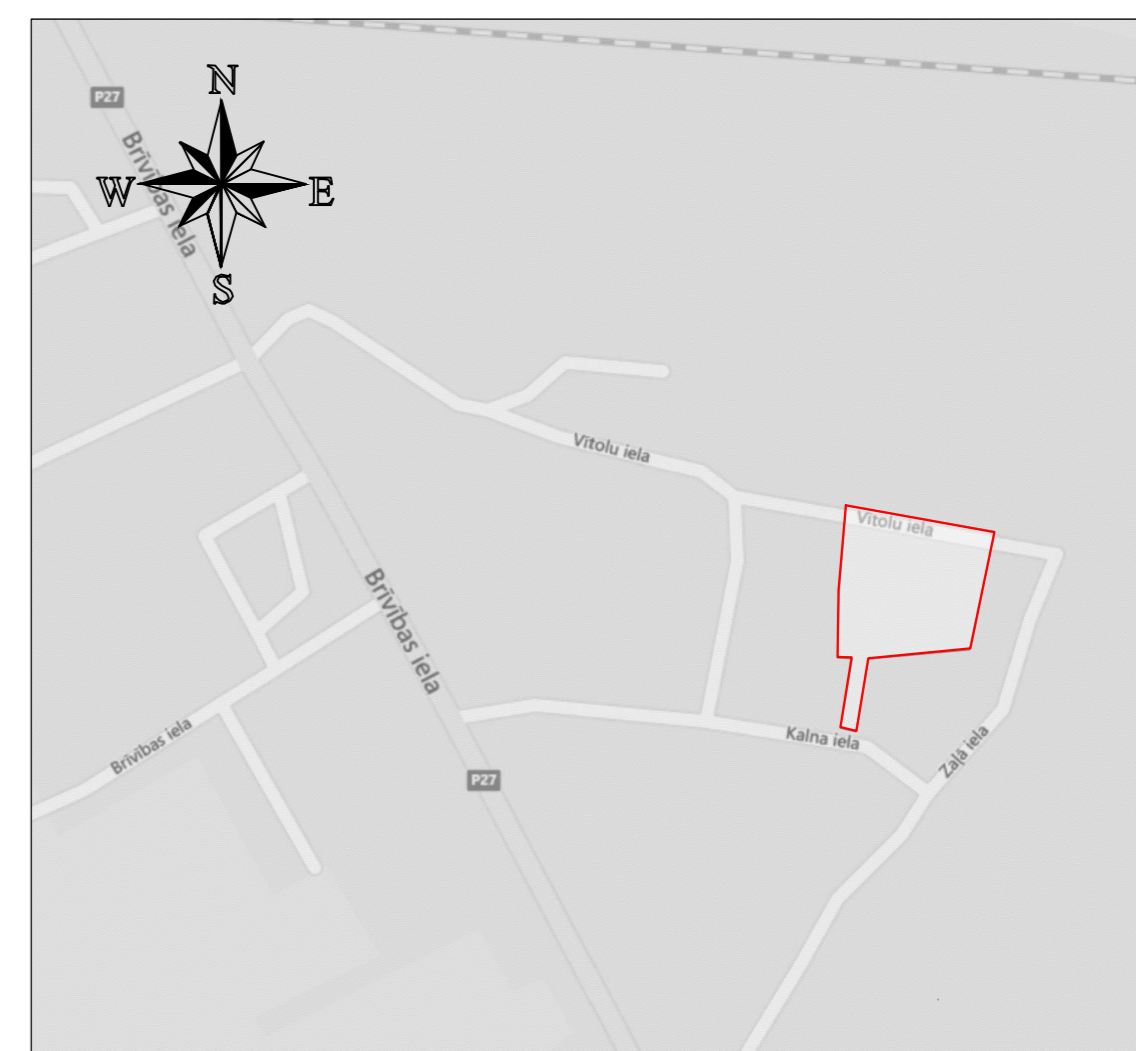 N
P27
Brīvības iela
W
E
S
Vītolu iela
Vītolu iela
Brīvības iela
Kalna iela
Zaļā iela
Brīvības iela
P27